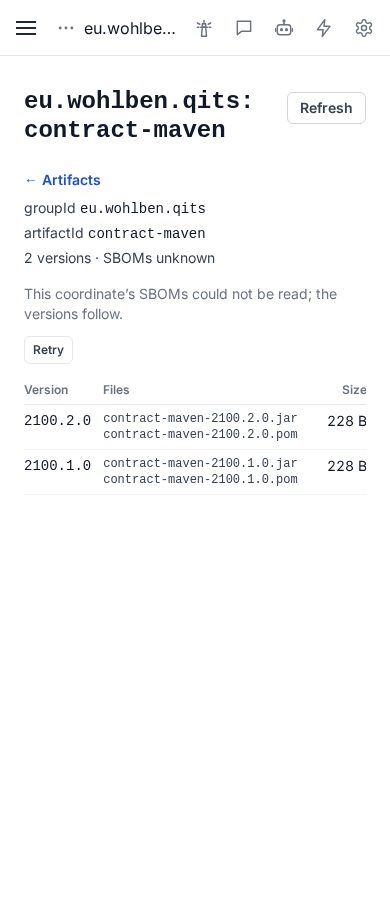 eu.wohlbe...
eu.wohlben.qits:
contract-maven
Refresh
← Artifacts
groupId eu.wohlben.qits
artifactId contract-maven
2 versions · SBOMs unknown
This coordinate's SBOMs could not be read; the
versions follow.
Retry
Version Files Size
2100.2.0 contract-maven-2100.2.0.jar 228 B
contract-maven-2100.2.0.pom
2100.1.0 contract-maven-2100.1.0.jar 228 B
contract-maven-2100.1.0.pom